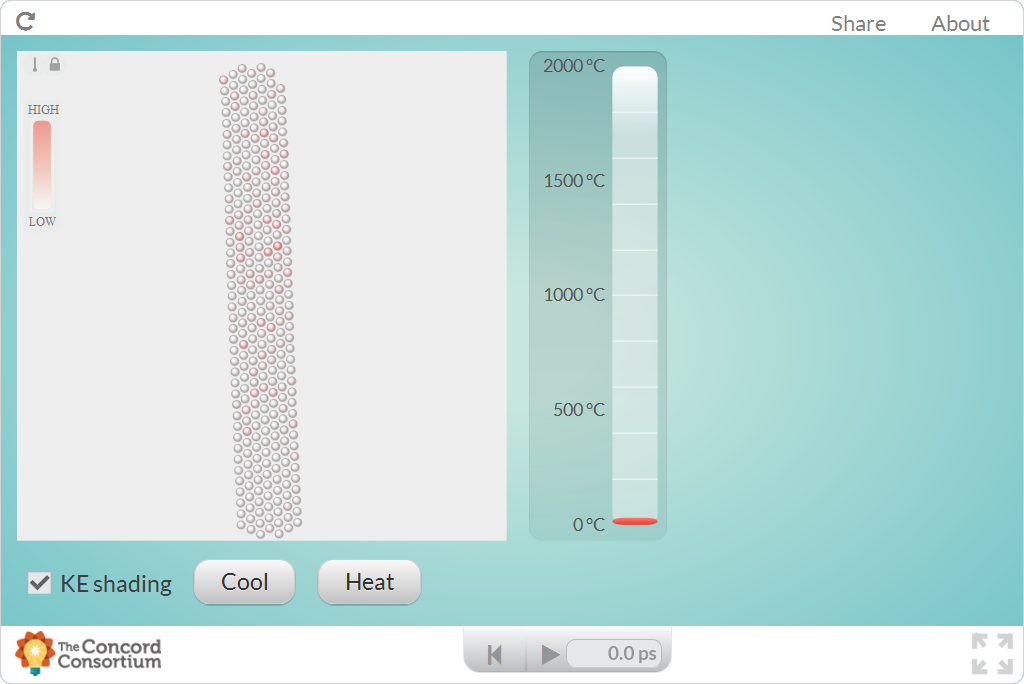 Share About
HIGH
LOW
2000 °C
1500 °C
1000 °C
500 °C
0 °C
KE shading
Cool
Heat
The Concord
Consortium
0.0 ps